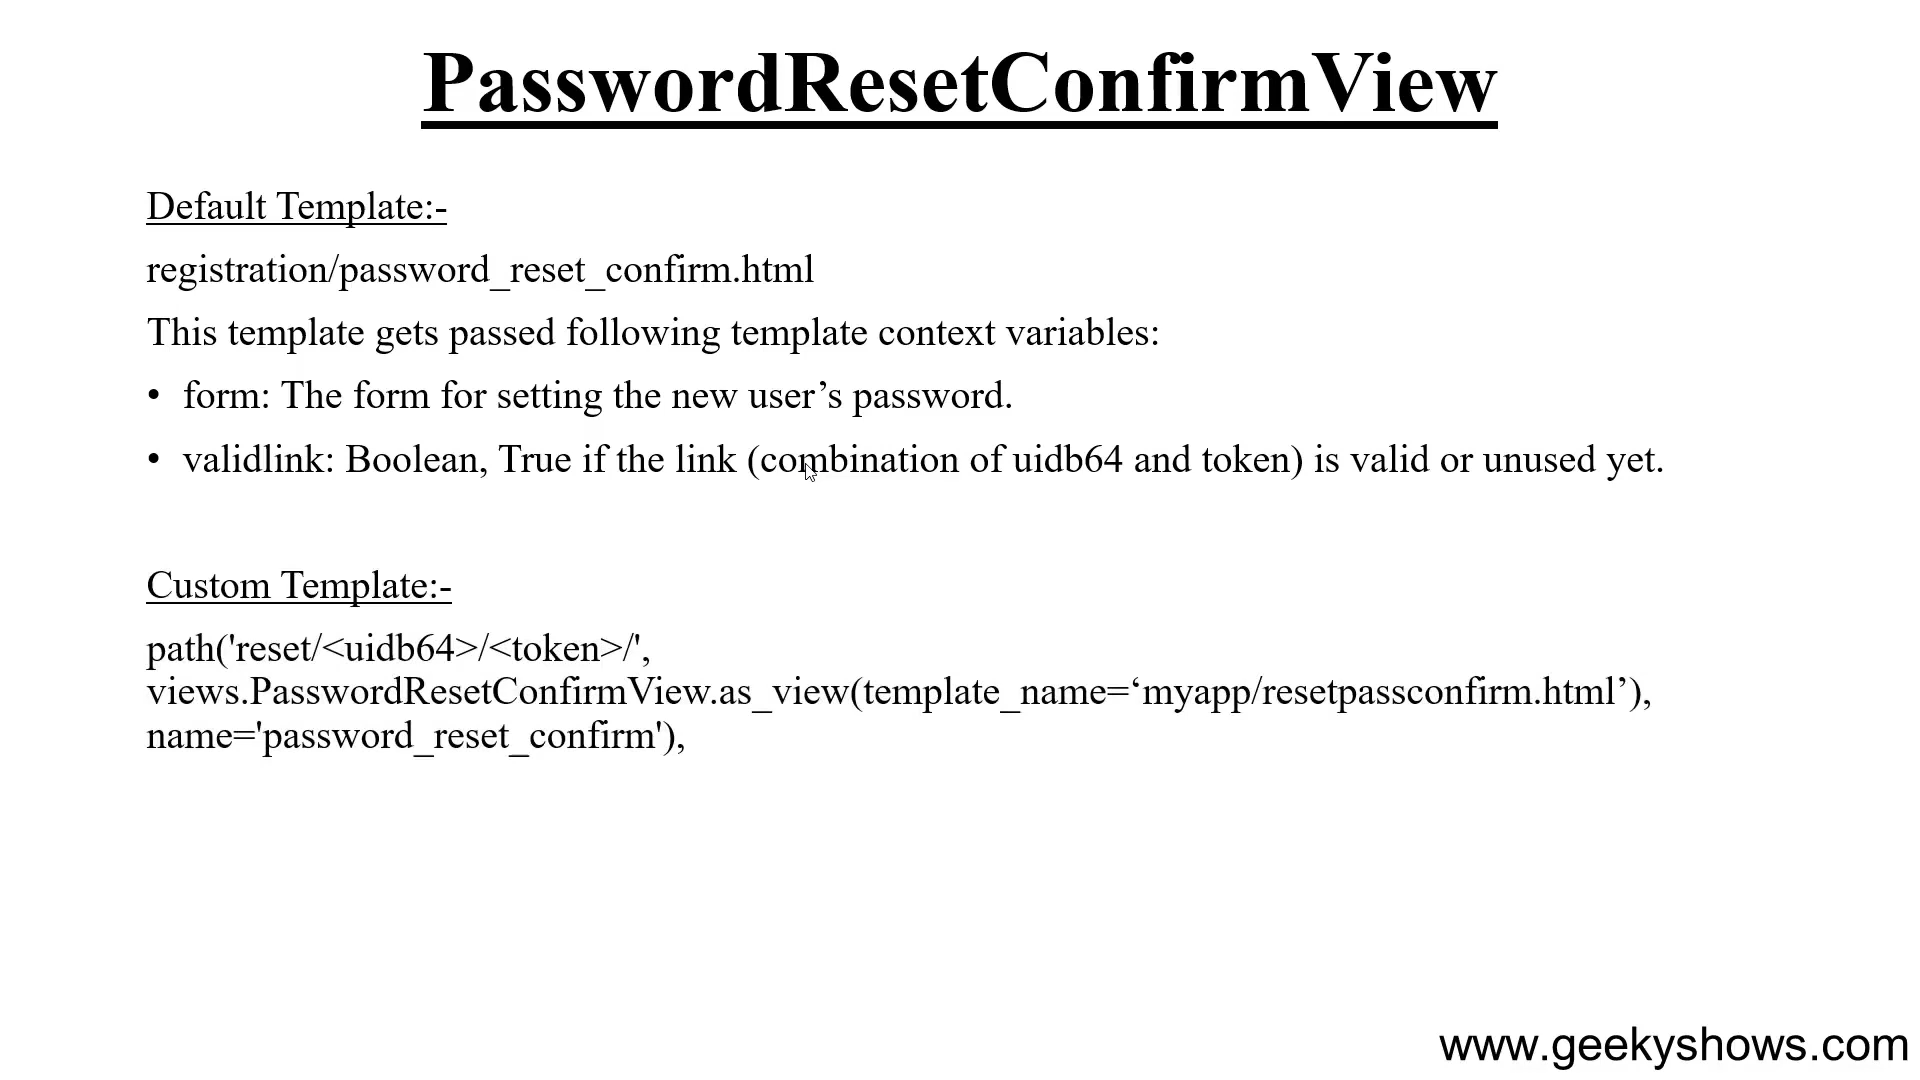 PasswordResetConfirmView
Default Template:-
registration/password_reset_confirm.html
This template gets passed following template context variables:
• form: The form for setting the new user’s password.
• validlink: Boolean, True if the link (combination of uidb64 and token) is valid or unused yet.
Custom Template:-
path('reset/<uidb64>/<token>/',
views.PasswordResetConfirmView.as_view(template_name=‘myapp/resetpassconfirm.html’),
name='password_reset_confirm'),
www.geekyshows.com